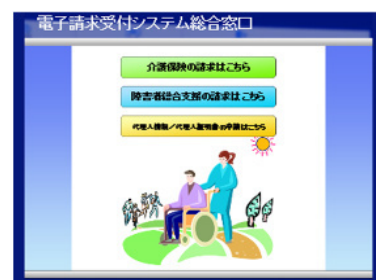 電子請求受付システム総合窓口
介護保険の請求はこちら
障害者総合支援の請求はこちら
代理人情報/代理人証明書の申請はこちら